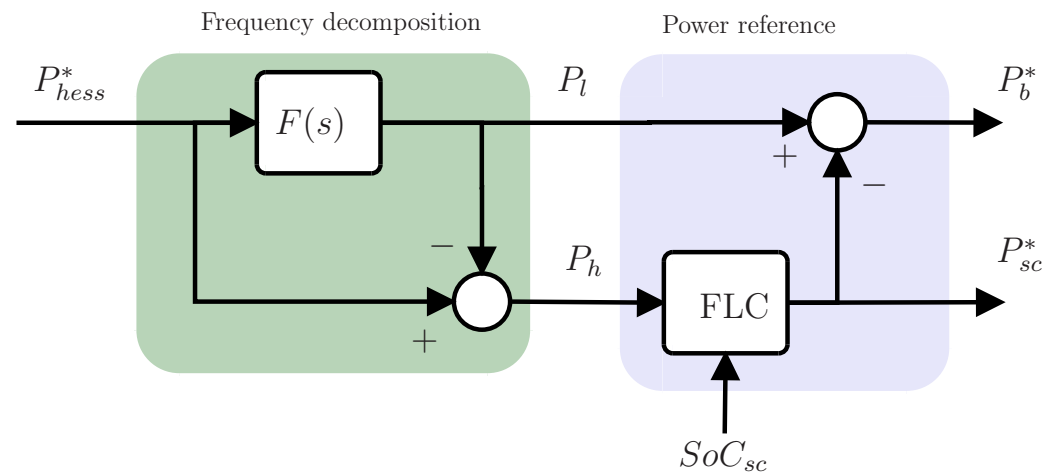 Frequency decomposition
Power reference
P*hess
F(s)
Pl
+
−
P*b
−
+
Ph
FLC
P*sc
SoCsc